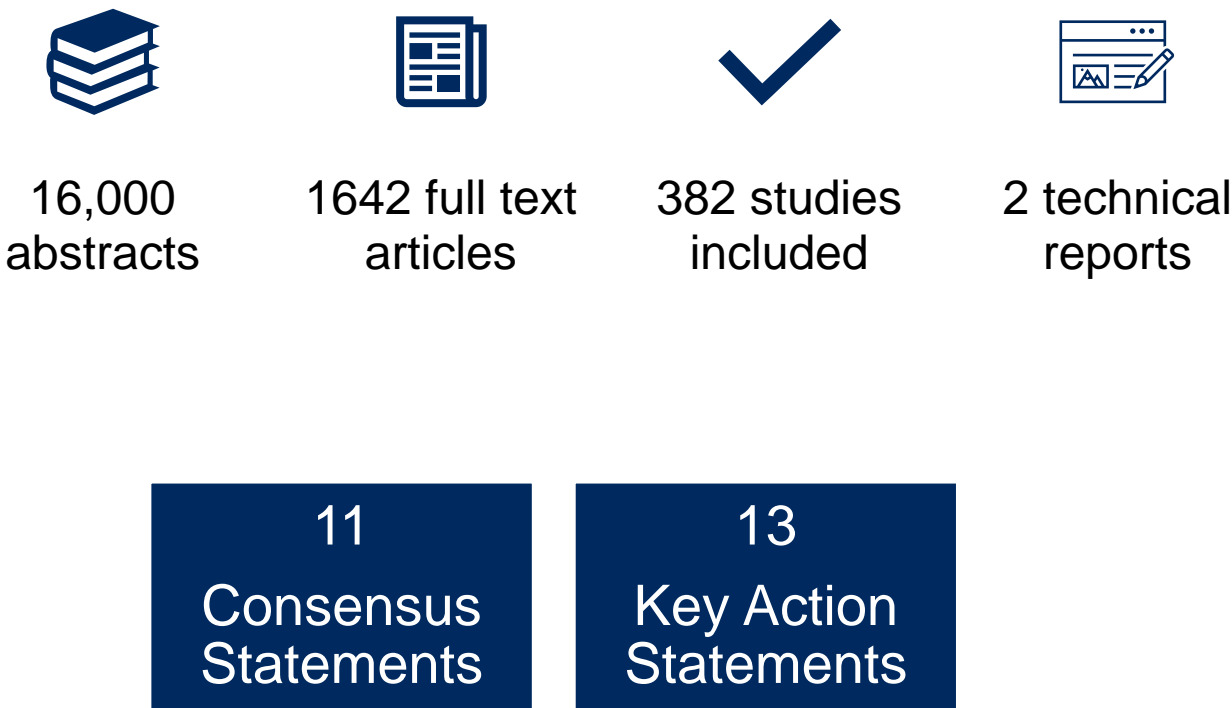 16,000
abstracts
1642 full text
articles
382 studies
included
2 technical
reports
11
Consensus
Statements
13
Key Action
Statements